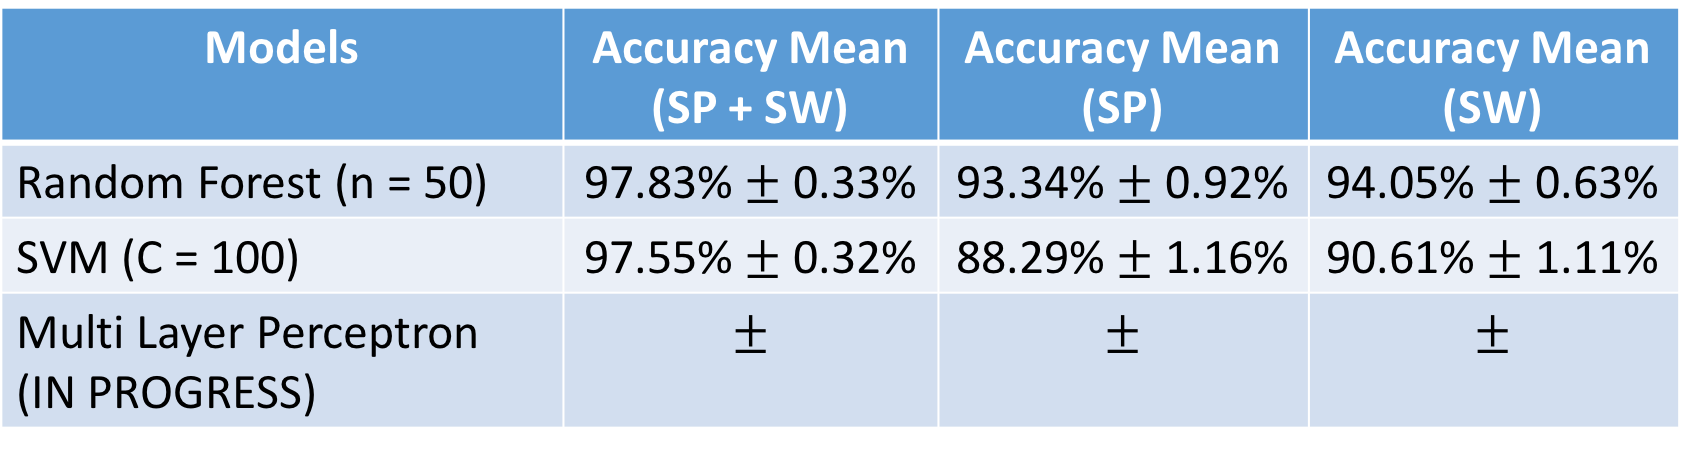 Models
Accuracy Mean
(SP + SW)
Accuracy Mean
(SP)
Accuracy Mean
(SW)
Random Forest (n = 50)
97.83% ± 0.33%
93.34% ± 0.92%
94.05% ± 0.63%
SVM (C = 100)
97.55% ± 0.32%
88.29% ± 1.16%
90.61% ± 1.11%
Multi Layer Perceptron
(IN PROGRESS)
±
±
±